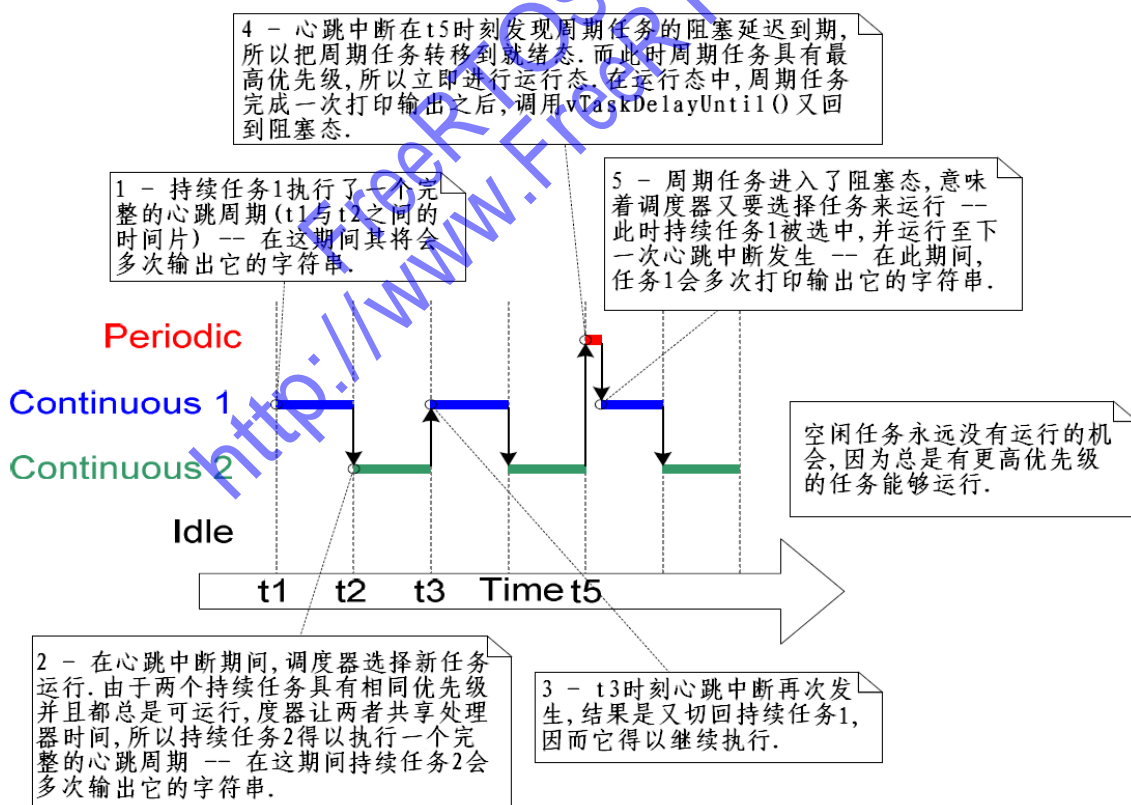 4 - 心跳中断在t5时刻发现周期任务的阻塞延迟到期,
所以把周期任务转移到就绪态.而此时周期任务具有最
高优先级,所以立即进行运行态.在运行态中,周期任务
完成一次打印输出之后,调用vTaskDelayUntil()又回
到阻塞态.
1 - 持续任务1执行了一个完
整的心跳周期(t1与t2之间的
时间片) -- 在这期间其将会
多次输出它的字符串.
5 - 周期任务进入了阻塞态,意味
着调度器又要选择任务来运行 --
此时持续任务1被选中,并运行至下
一次心跳中断发生 -- 在此期间,
任务1会多次打印输出它的字符串.
Periodic
Continuous 1
Continuous 2
Idle
空闲任务永远没有运行的机
会,因为总是有更高优先级
的任务能够运行.
t1 t2 t3 Time t5
2 - 在心跳中断期间,调度器选择新任务
运行.由于两个持续任务具有相同优先级
并且都总是可运行,度器让两者共享处理
器时间,所以持续任务2得以执行一个完
整的心跳周期 -- 在这期间持续任务2会
多次输出它的字符串.
3 - t3时刻心跳中断再次发
生,结果是又切回持续任务1,
因而它得以继续执行.
FreeRTOS
http://www.FreeRT